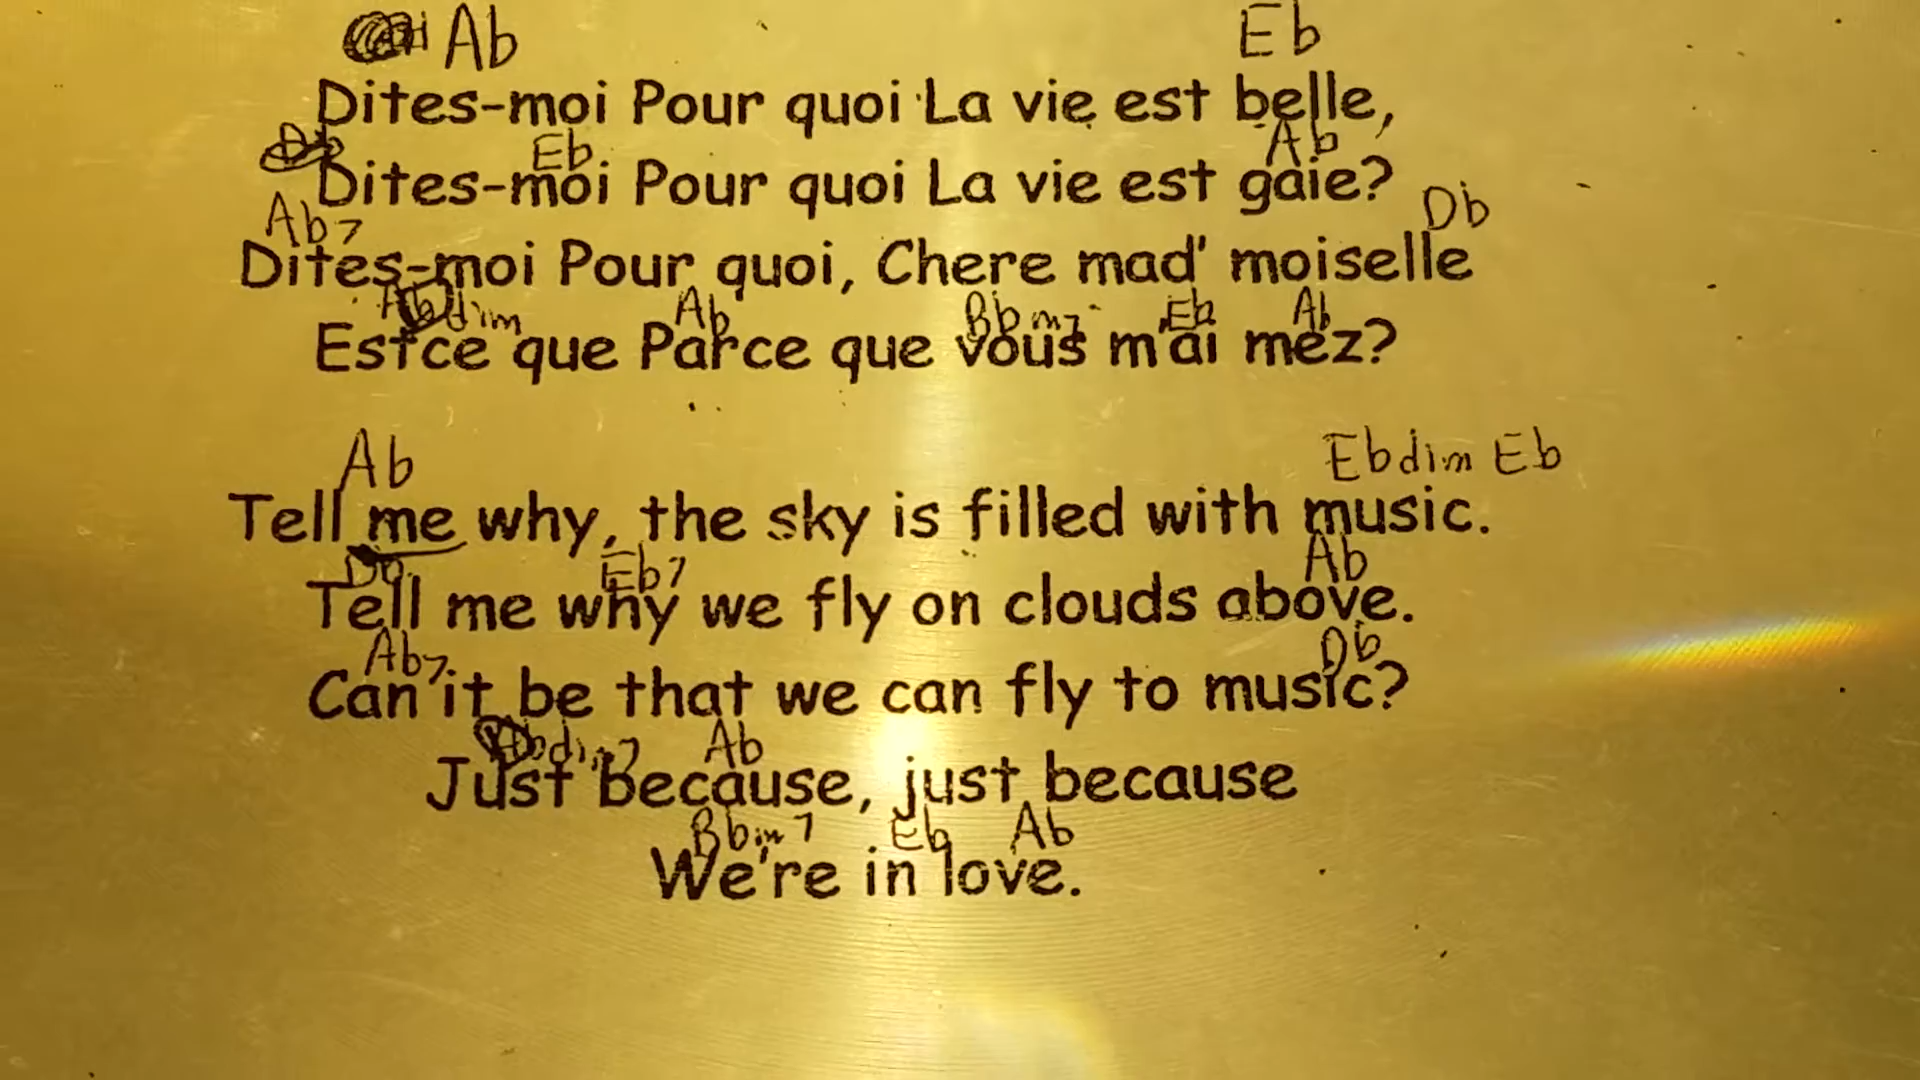 Ab Eb
Dites-moi Pour quoi La vie est belle,
Eb Ab
Dites-moi Pour quoi La vie est gaie?
Ab7 Db
Dites-moi Pour quoi, Chere mad' moiselle
dim Ab Bbm7 Eb Ab
Estce que Parce que vous m'ai mez?
Ab Ebdim Eb
Tell me why, the sky is filled with music.
Eb7 Ab
Tell me why we fly on clouds above.
Ab7 Db
Can it be that we can fly to music?
Ab
Just because, just because
Bbm7 Eb Ab
We're in love.